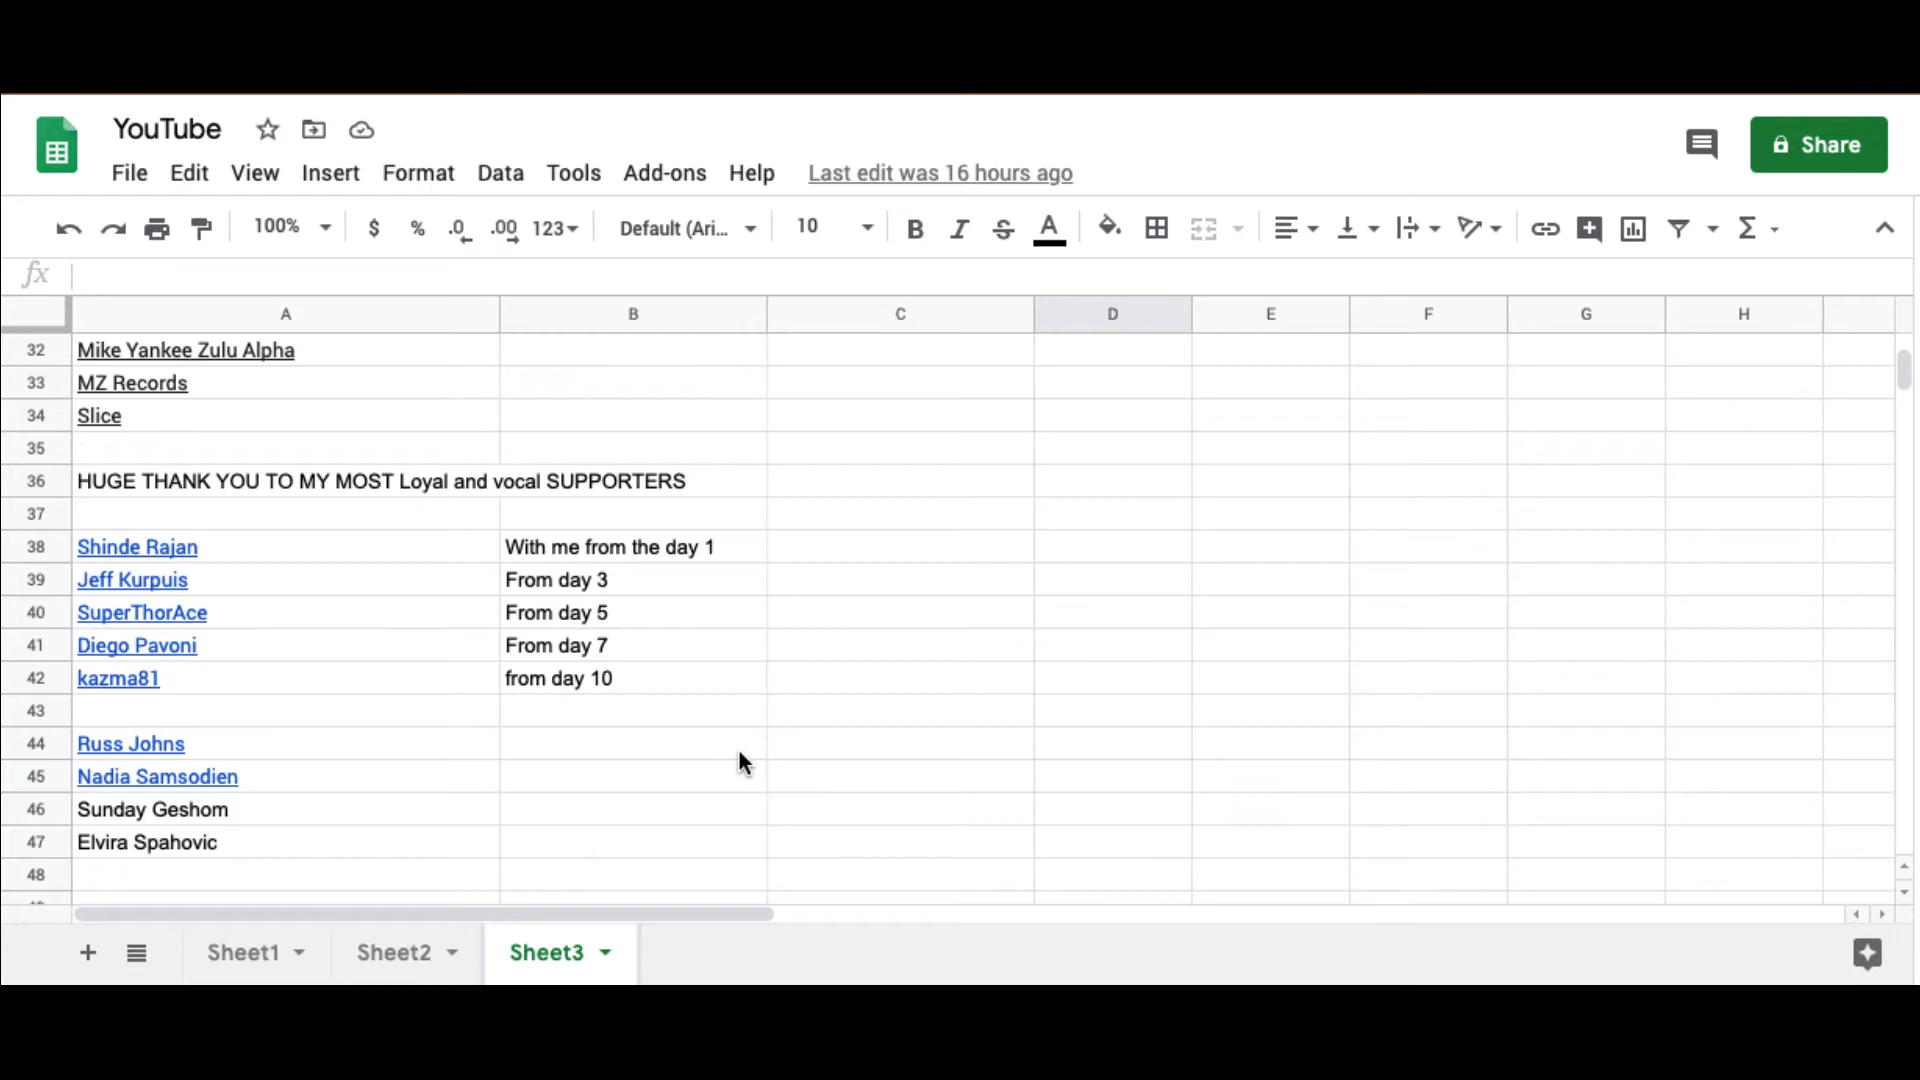 YouTube
File Edit View Insert Format Data Tools Add-ons Help Last edit was 16 hours ago
Share
100% $ % .0 .00 123 Default (Ari... 10 B I S A
fx
A B C D E F G H
32 Mike Yankee Zulu Alpha
33 MZ Records
34 Slice
35
36 HUGE THANK YOU TO MY MOST Loyal and vocal SUPPORTERS
37
38 Shinde Rajan With me from the day 1
39 Jeff Kurpuis From day 3
40 SuperThorAce From day 5
41 Diego Pavoni From day 7
42 kazma81 from day 10
43
44 Russ Johns
45 Nadia Samsodien
46 Sunday Geshom
47 Elvira Spahovic
48
Sheet1 Sheet2 Sheet3